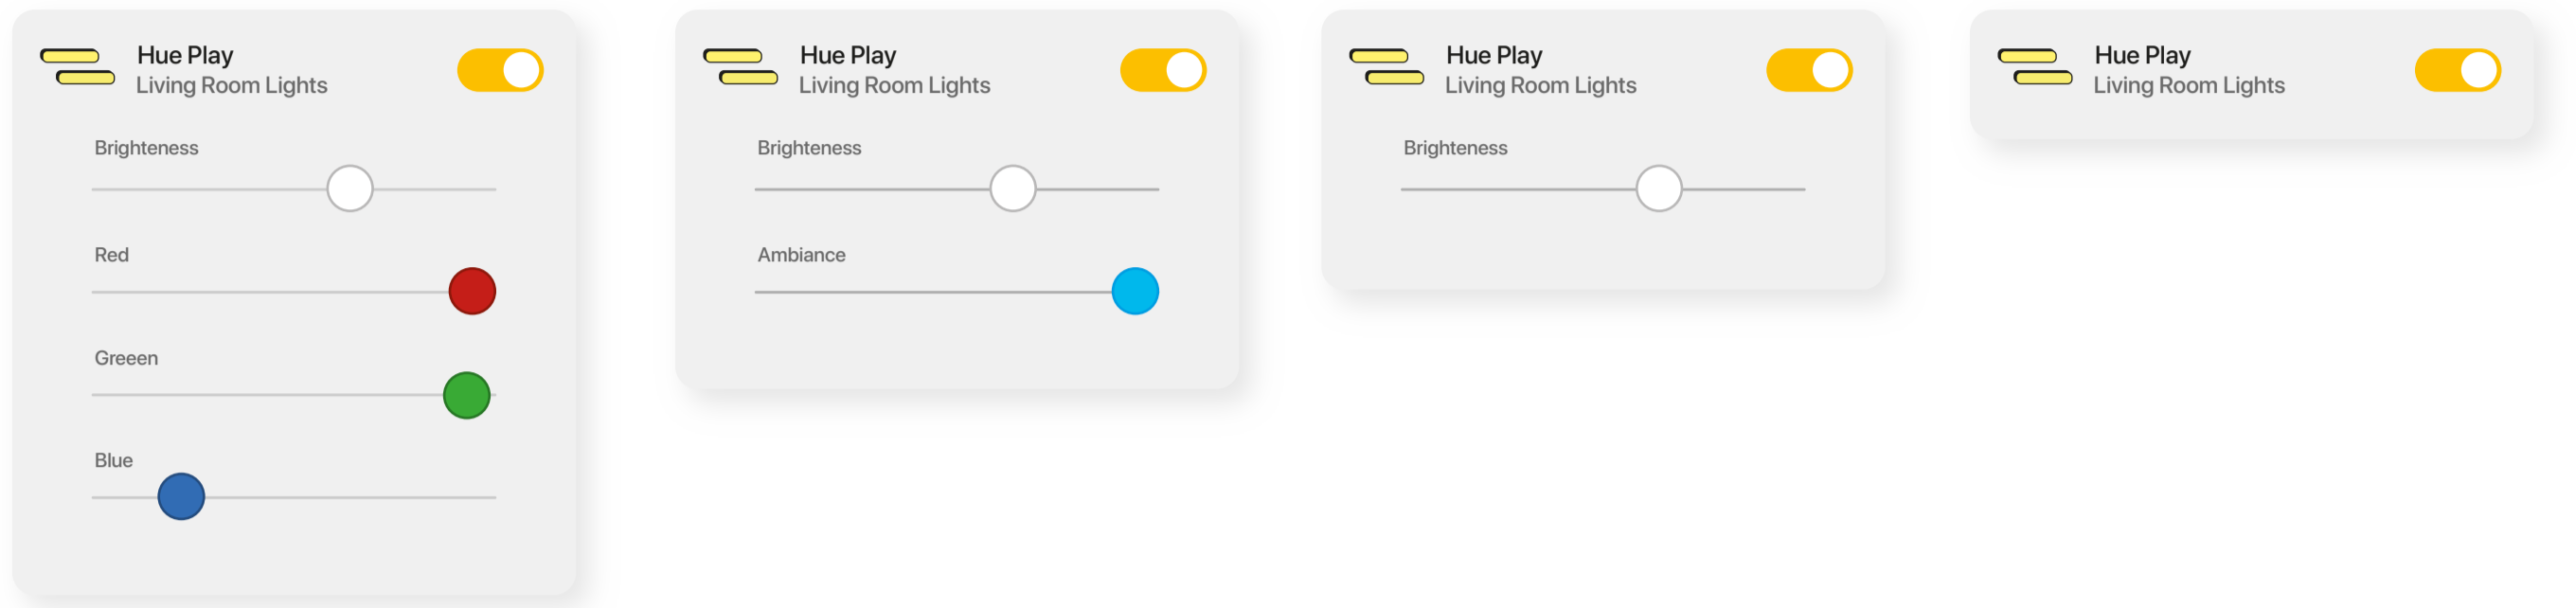 Hue Play
Living Room Lights
Brighteness
Red
Greeen
Blue
Hue Play
Living Room Lights
Brighteness
Ambiance
Hue Play
Living Room Lights
Brighteness
Hue Play
Living Room Lights